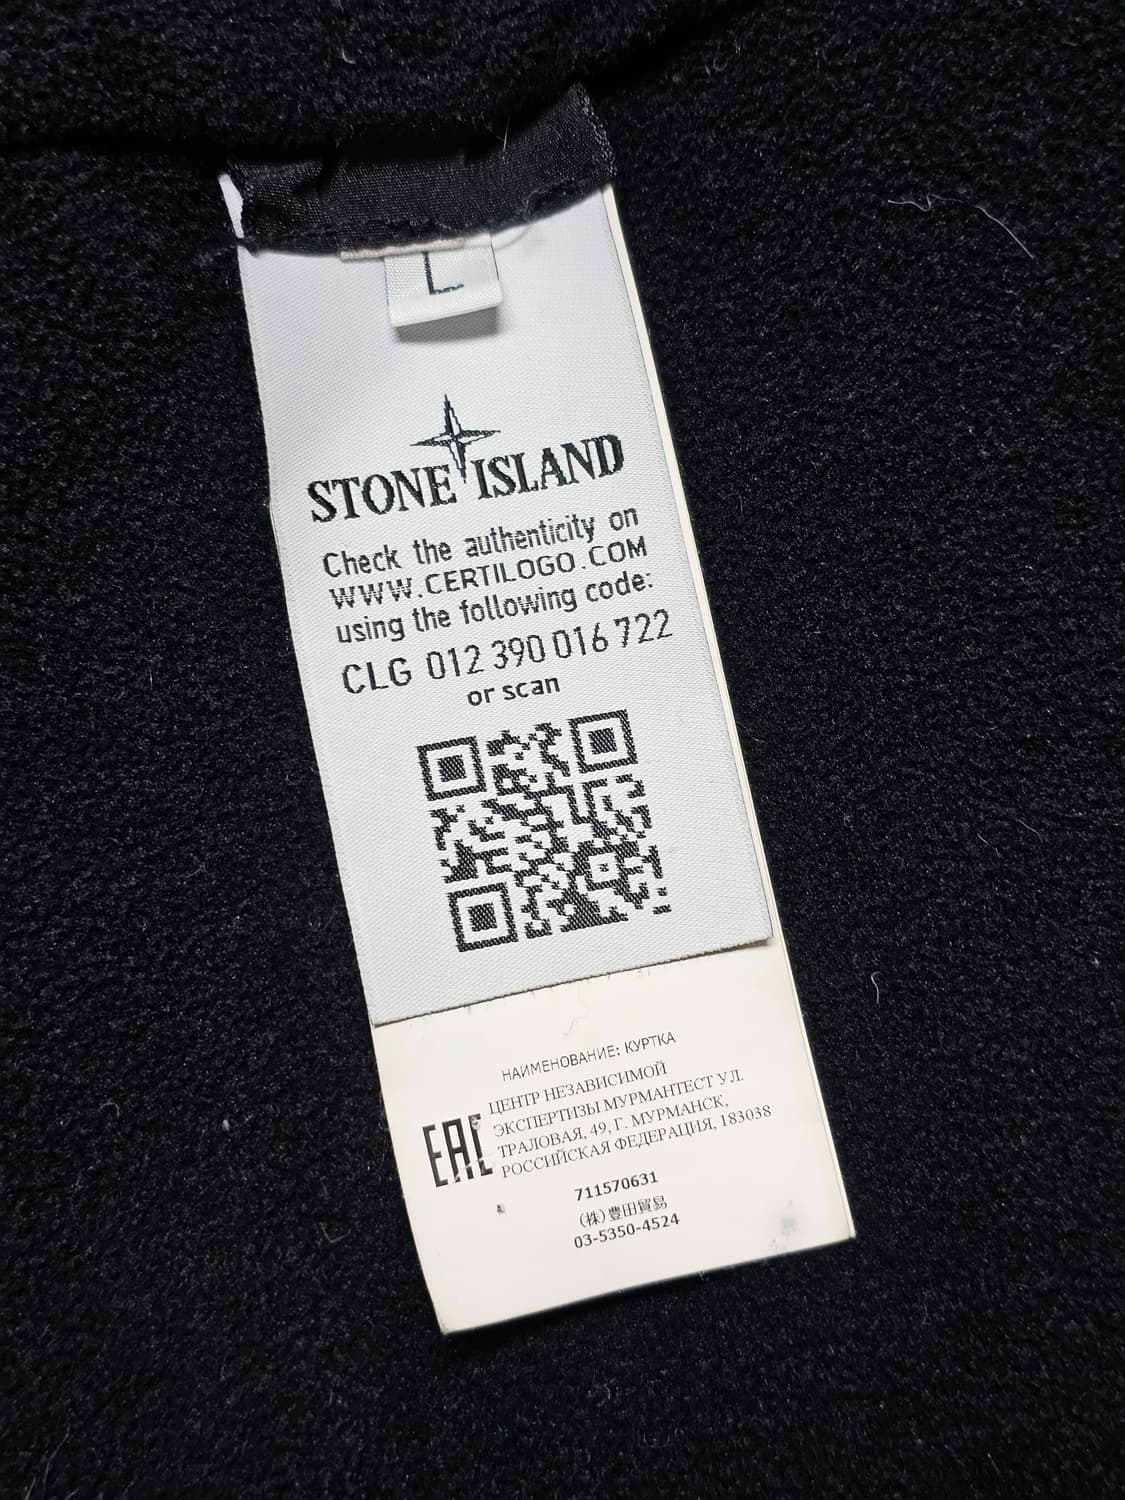 L
STONE ISLAND
Check the authenticity on
WWW.CERTILOGO.COM
using the following code:
CLG 012 390 016 722
or scan
НАИМЕНОВАНИЕ: КУРТКА
ЦЕНТР НЕЗАВИСИМОЙ
ЭКСПЕРТИЗЫ МУРМАНТЕСТ УЛ.
ТРАЛОВАЯ, 49, Г. МУРМАНСК,
РОССИЙСКАЯ ФЕДЕРАЦИЯ, 183038
EAC
711570631
(株)豊田貿易
03-5350-4524